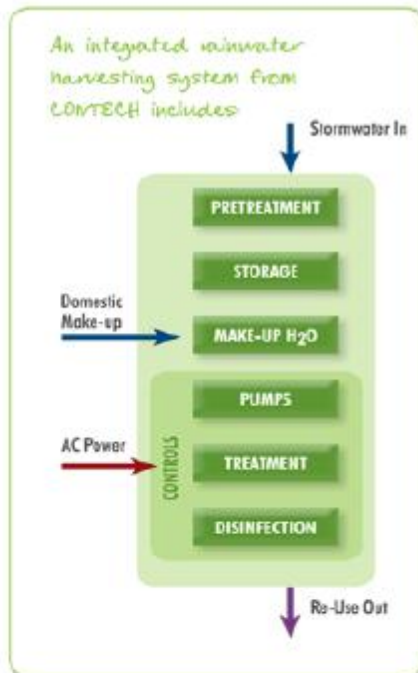 An integrated rainwater
harvesting system from
CONTECH includes:
Stormwater In
PRETREATMENT
STORAGE
Domestic
Make-up
MAKE-UP H2O
PUMPS
AC Power
CONTROLS
TREATMENT
DISINFECTION
Re-Use Out